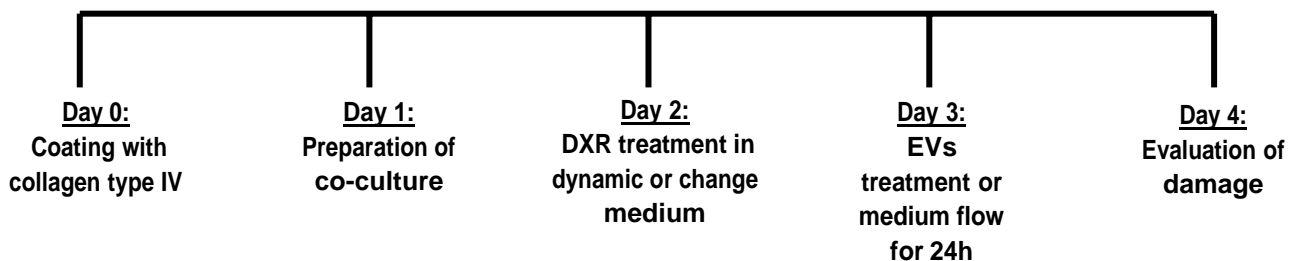 Day 0:
Coating with
collagen type IV
Day 1:
Preparation of
co-culture
Day 2:
DXR treatment in
dynamic or change
medium
Day 3:
EVs
treatment or
medium flow
for 24h
Day 4:
Evaluation of
damage